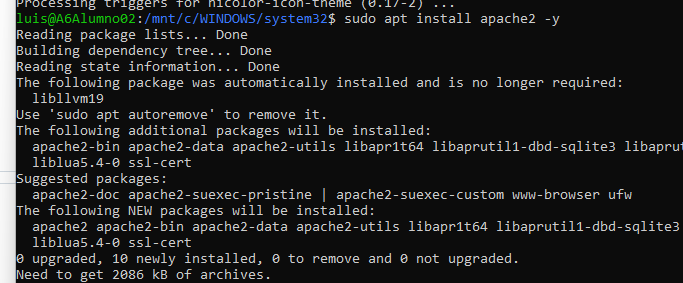 Processing triggers for hicolor-icon-theme (0.17-2) ...
luis@A6Alumno02:/mnt/c/WINDOWS/system32$ sudo apt install apache2 -y
Reading package lists... Done
Building dependency tree... Done
Reading state information... Done
The following package was automatically installed and is no longer required:
  libllvm19
Use 'sudo apt autoremove' to remove it.
The following additional packages will be installed:
  apache2-bin apache2-data apache2-utils libapr1t64 libaprutil1-dbd-sqlite3 libaprut
  liblua5.4-0 ssl-cert
Suggested packages:
  apache2-doc apache2-suexec-pristine | apache2-suexec-custom www-browser ufw
The following NEW packages will be installed:
  apache2 apache2-bin apache2-data apache2-utils libapr1t64 libaprutil1-dbd-sqlite3
  liblua5.4-0 ssl-cert
0 upgraded, 10 newly installed, 0 to remove and 0 not upgraded.
Need to get 2086 kB of archives.